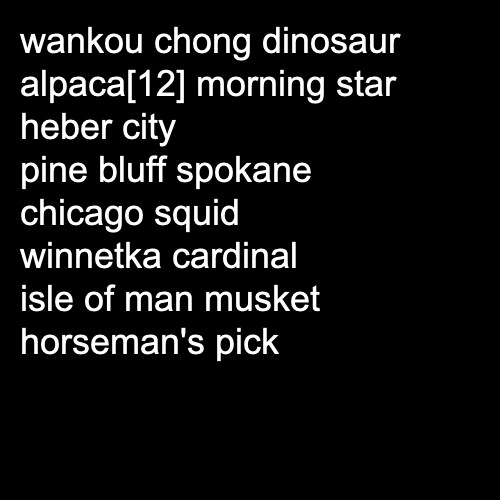 wankou chong dinosaur
alpaca[12] morning star
heber city
pine bluff spokane
chicago squid
winnetka cardinal
isle of man musket
horseman's pick